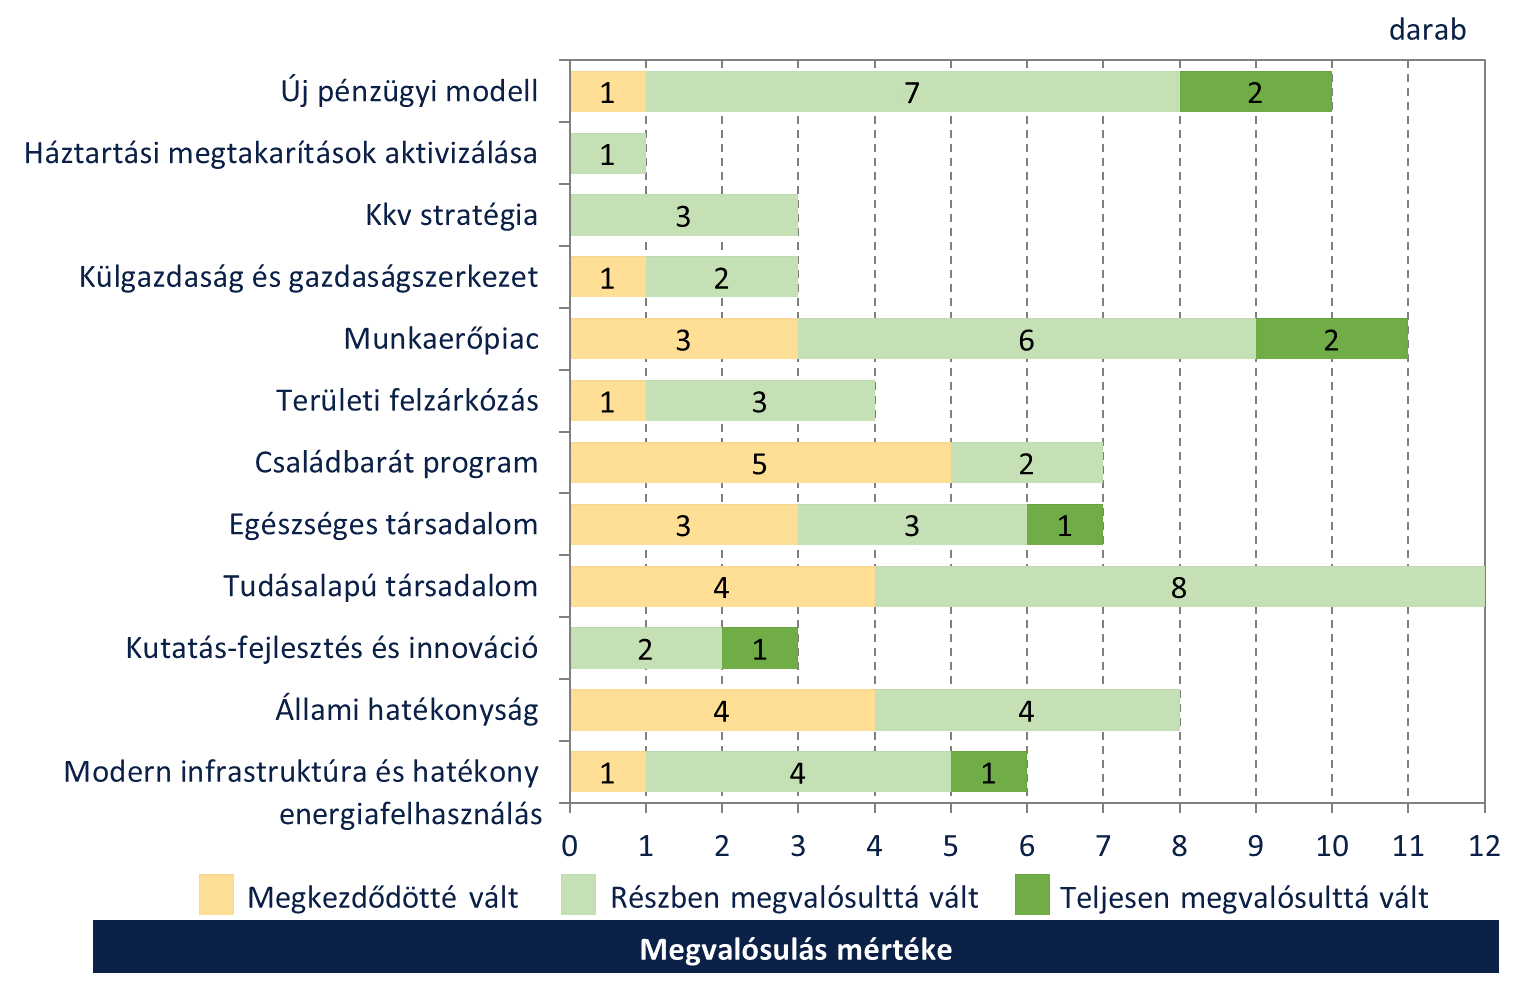 darab
Új pénzügyi modell 1 7 2
Háztartási megtakarítások aktivizálása 1
Kkv stratégia 3
Külgazdaság és gazdaságszerkezet 1 2
Munkaerőpiac 3 6 2
Területi felzárkózás 1 3
Családbarát program 5 2
Egészséges társadalom 3 3 1
Tudásalapú társadalom 4 8
Kutatás-fejlesztés és innováció 2 1
Állami hatékonyság 4 4
Modern infrastruktúra és hatékony 1 4 1
energiafelhasználás
0 1 2 3 4 5 6 7 8 9 10 11 12
Megkezdődötté vált Részben megvalósulttá vált Teljesen megvalósulttá vált
Megvalósulás mértéke